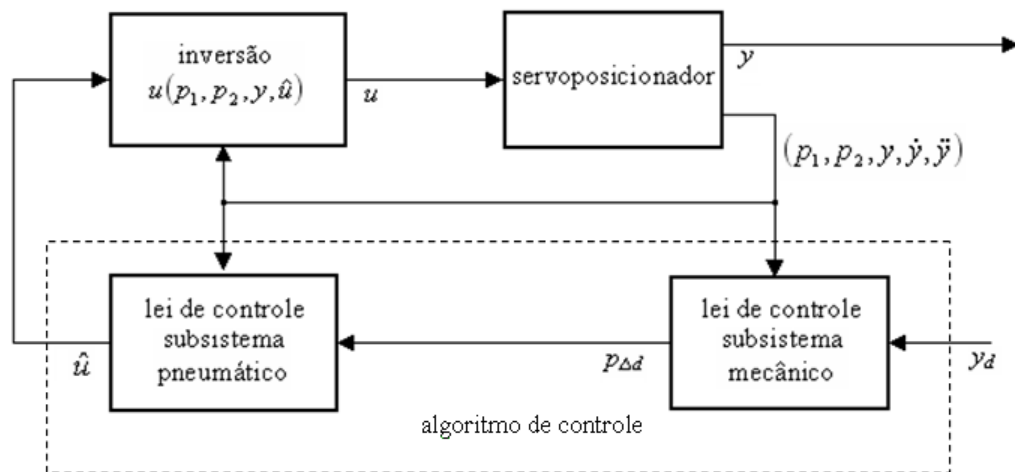 inversão
u(p₁, p₂, y, û)
u
servoposicionador
y
(p₁, p₂, y, ẏ, ÿ)
lei de controle
subsistema
pneumático
û
p_Δd
lei de controle
subsistema
mecânico
y_d
algoritmo de controle